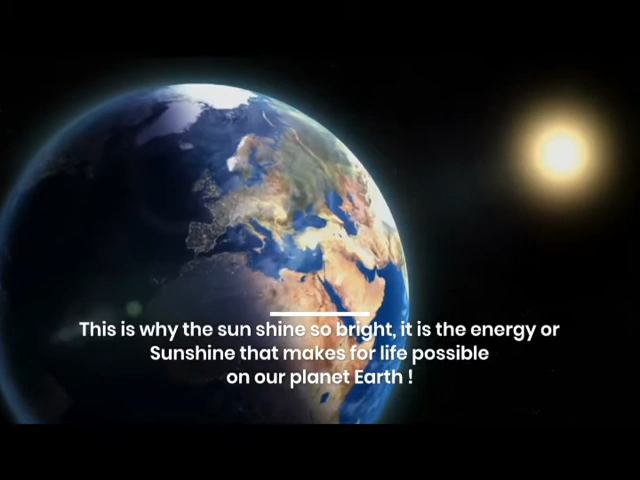 This is why the sun shine so bright, it is the energy or
Sunshine that makes for life possible
on our planet Earth !